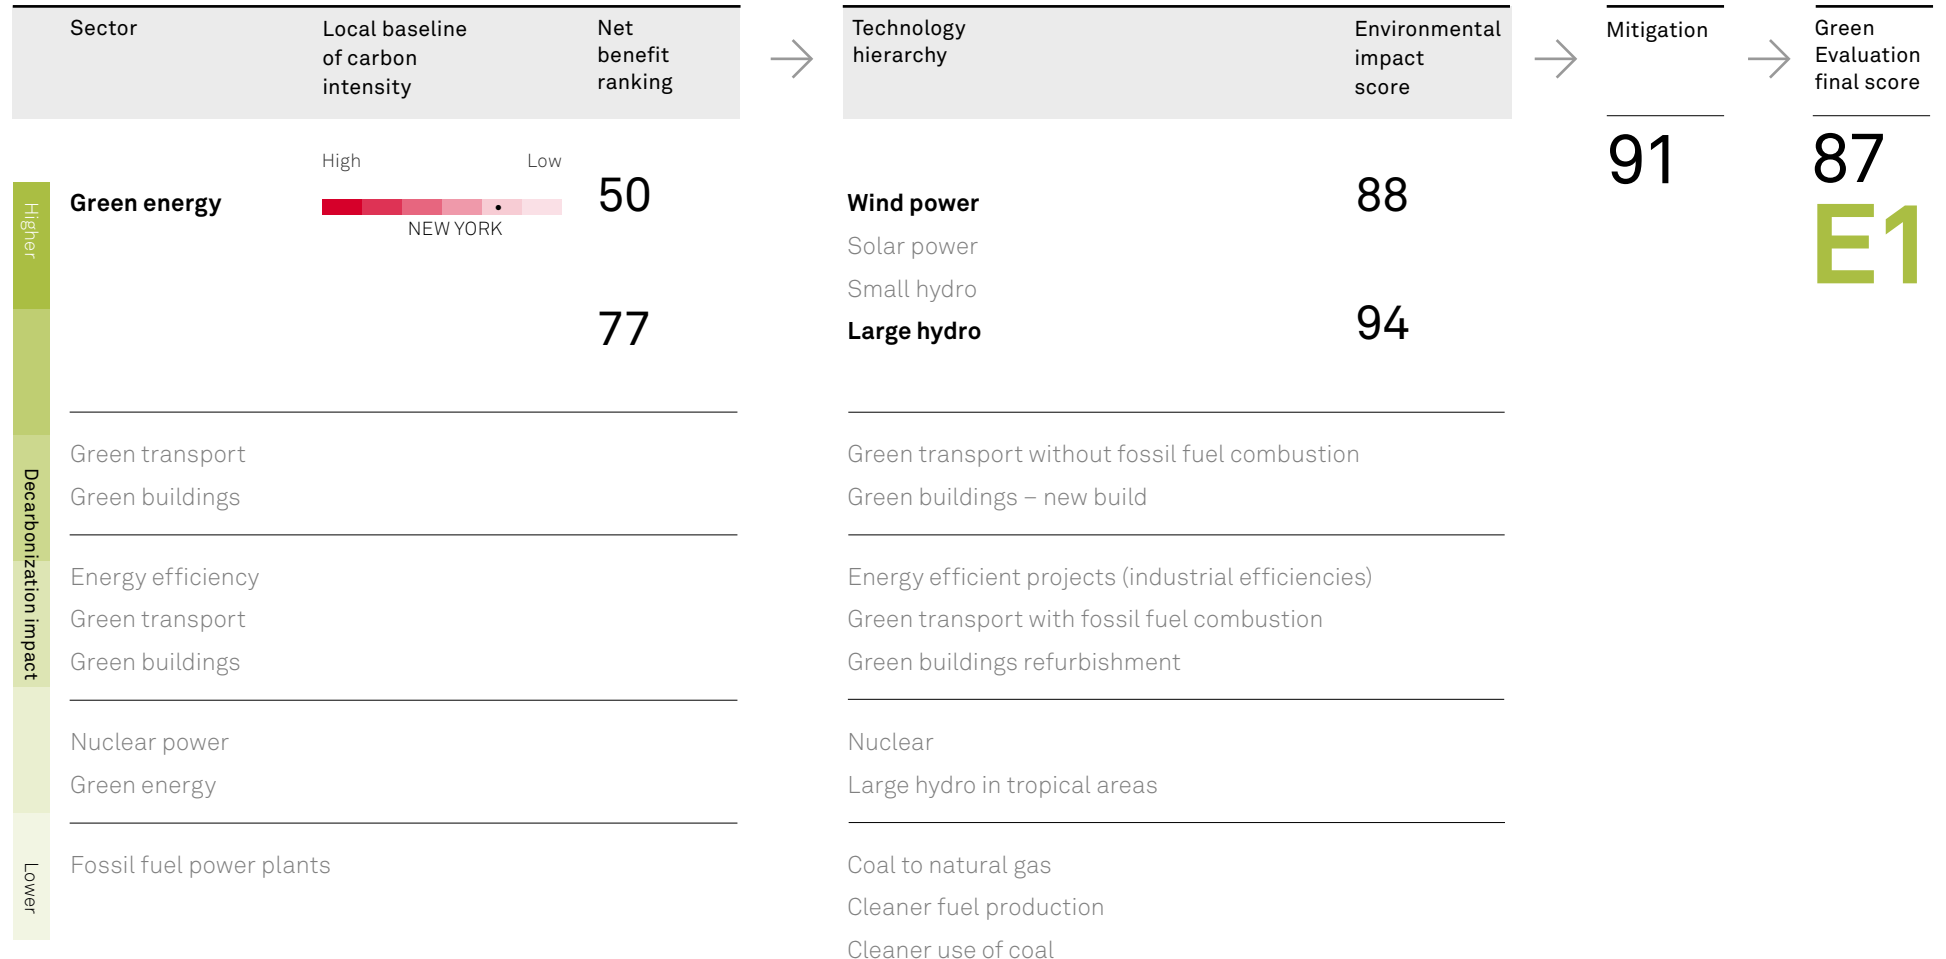 Sector
Local baseline
of carbon
intensity
Net
benefit
ranking
Technology
hierarchy
Environmental
impact
score
Mitigation
Green
Evaluation
final score
High
Low
Green energy
NEW YORK
50
77
Wind power
88
Solar power
Small hydro
Large hydro
94
91
87
E1
Higher
Decarbonization impact
Lower
Green transport
Green transport without fossil fuel combustion
Green buildings
Green buildings – new build
Energy efficiency
Energy efficient projects (industrial efficiencies)
Green transport
Green transport with fossil fuel combustion
Green buildings
Green buildings refurbishment
Nuclear power
Nuclear
Green energy
Large hydro in tropical areas
Fossil fuel power plants
Coal to natural gas
Cleaner fuel production
Cleaner use of coal